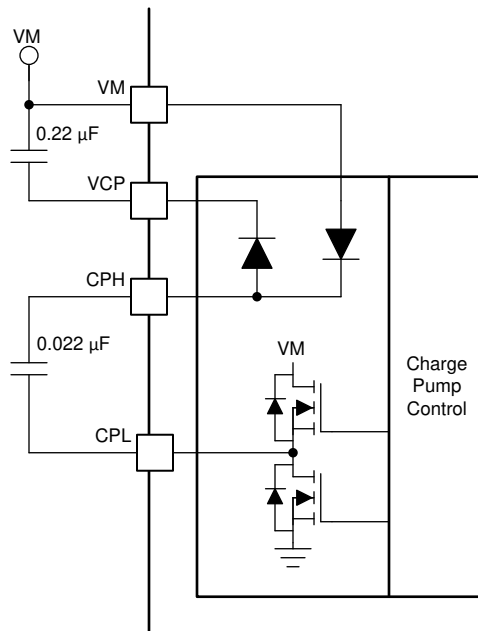 VM
VM
0.22 µF
VCP
CPH
0.022 µF
VM
Charge
Pump
Control
CPL